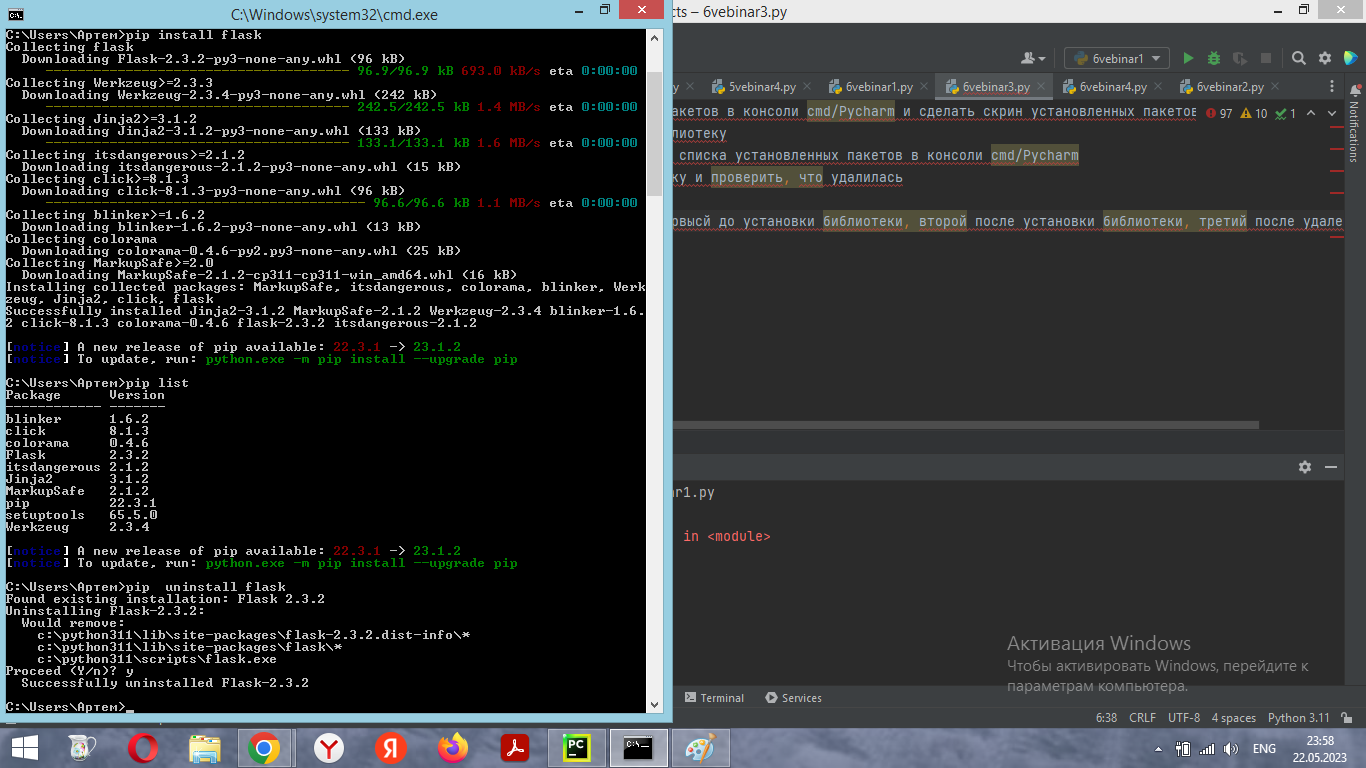 C:\Windows\system32\cmd.exe
C:\Users\Артем>pip install flask
Collecting flask
Downloading Flask-2.3.2-py3-none-any.whl (96 kB)
---------------------------------------- 96.9/96.9 kB 693.0 kB/s eta 0:00:00
Collecting Werkzeug>=2.3.3
Downloading Werkzeug-2.3.4-py3-none-any.whl (242 kB)
---------------------------------------- 242.5/242.5 kB 1.4 MB/s eta 0:00:00
Collecting Jinja2>=3.1.2
Downloading Jinja2-3.1.2-py3-none-any.whl (133 kB)
---------------------------------------- 133.1/133.1 kB 1.6 MB/s eta 0:00:00
Collecting itsdangerous>=2.1.2
Downloading itsdangerous-2.1.2-py3-none-any.whl (15 kB)
Collecting click>=8.1.3
Downloading click-8.1.3-py3-none-any.whl (96 kB)
---------------------------------------- 96.6/96.6 kB 1.1 MB/s eta 0:00:00
Collecting blinker>=1.6.2
Downloading blinker-1.6.2-py3-none-any.whl (13 kB)
Collecting colorama
Downloading colorama-0.4.6-py2.py3-none-any.whl (25 kB)
Collecting MarkupSafe>=2.0
Downloading MarkupSafe-2.1.2-cp311-cp311-win_amd64.whl (16 kB)
Installing collected packages: MarkupSafe, itsdangerous, colorama, blinker, Werk
zeug, Jinja2, click, flask
Successfully installed Jinja2-3.1.2 MarkupSafe-2.1.2 Werkzeug-2.3.4 blinker-1.6.
2 click-8.1.3 colorama-0.4.6 flask-2.3.2 itsdangerous-2.1.2
[notice] A new release of pip available: 22.3.1 -> 23.1.2
[notice] To update, run: python.exe -m pip install --upgrade pip
C:\Users\Артем>pip list
Package Version
------------ -------
blinker 1.6.2
click 8.1.3
colorama 0.4.6
Flask 2.3.2
itsdangerous 2.1.2
Jinja2 3.1.2
MarkupSafe 2.1.2
pip 22.3.1
setuptools 65.5.0
Werkzeug 2.3.4
[notice] A new release of pip available: 22.3.1 -> 23.1.2
[notice] To update, run: python.exe -m pip install --upgrade pip
C:\Users\Артем>pip  uninstall flask
Found existing installation: Flask 2.3.2
Uninstalling Flask-2.3.2:
Would remove:
c:\python311\lib\site-packages\flask-2.3.2.dist-info\*
c:\python311\lib\site-packages\flask\*
c:\python311\scripts\flask.exe
Proceed (Y/n)? y
Successfully uninstalled Flask-2.3.2
C:\Users\Артем>_
cts – 6vebinar3.py
6vebinar1
y 5vebinar4.py 6vebinar1.py 6vebinar3.py 6vebinar4.py 6vebinar2.py
пакетов в консоли cmd/Pycharm и сделать скрин установленных пакетов 97 10 1
лиотеку
списка установленных пакетов в консоли cmd/Pycharm
ку и проверить, что удалилась
рвысй до установки библиотеки, второй после установки библиотеки, третий после удале
Notifications
ar1.py
in <module>
Активация Windows
Чтобы активировать Windows, перейдите к
параметрам компьютера.
Terminal Services
6:38 CRLF UTF-8 4 spaces Python 3.11
PC
C:\
ENG
23:58
22.05.2023